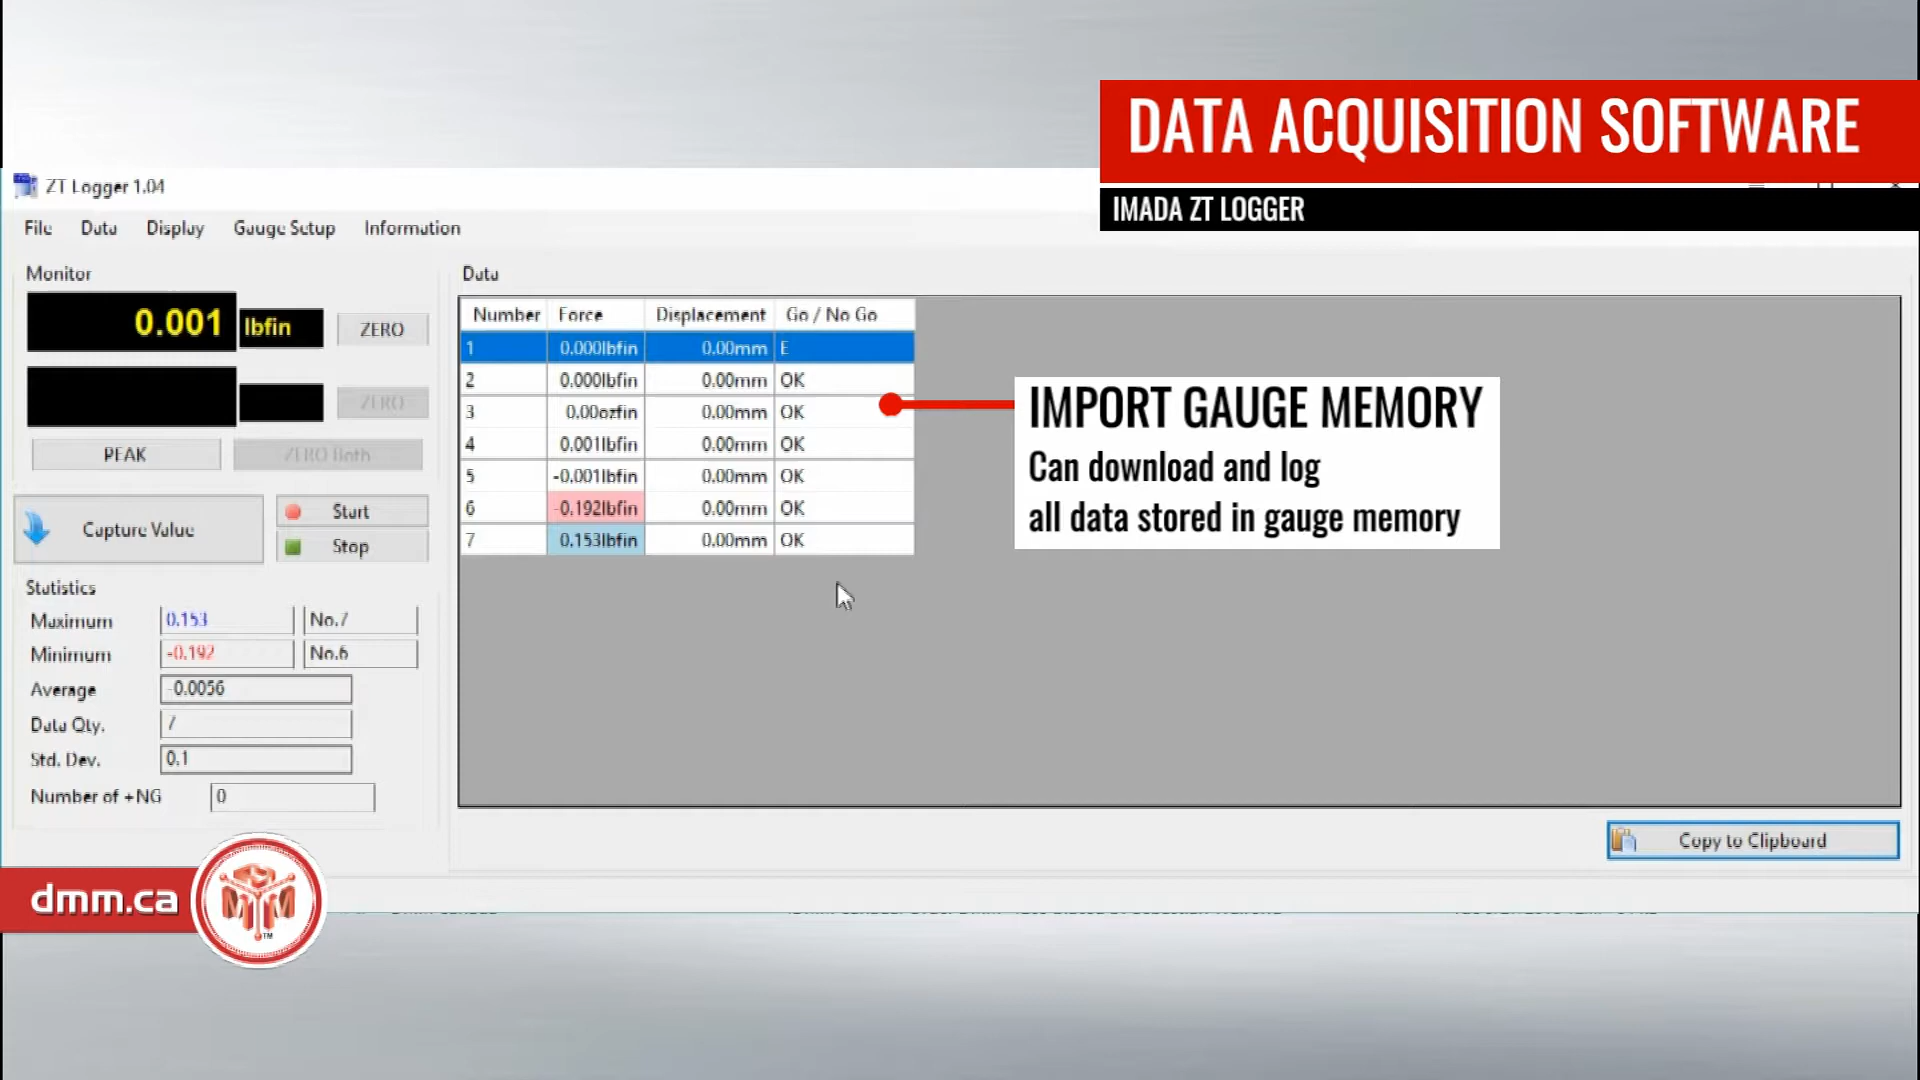 DATA ACQUISITION SOFTWARE
IMADA ZT LOGGER
ZT Logger 1.04
File Data Display Gauge Setup Information
Monitor
0.001 lbfin ZERO
ZERO
PEAK ZERO Both
Capture Value
Start
Stop
Statistics
Maximum 0.153 No.7
Minimum -0.192 No.6
Average -0.0056
Data Qty. 7
Std. Dev. 0.1
Number of +NG 0
Data
Number Force Displacement Go / No Go
1 0.000lbfin 0.00mm E
2 0.000lbfin 0.00mm OK
3 0.00ozfin 0.00mm OK
4 0.001lbfin 0.00mm OK
5 -0.001lbfin 0.00mm OK
6 -0.192lbfin 0.00mm OK
7 0.153lbfin 0.00mm OK
IMPORT GAUGE MEMORY
Can download and log
all data stored in gauge memory
Copy to Clipboard
dmm.ca
TM